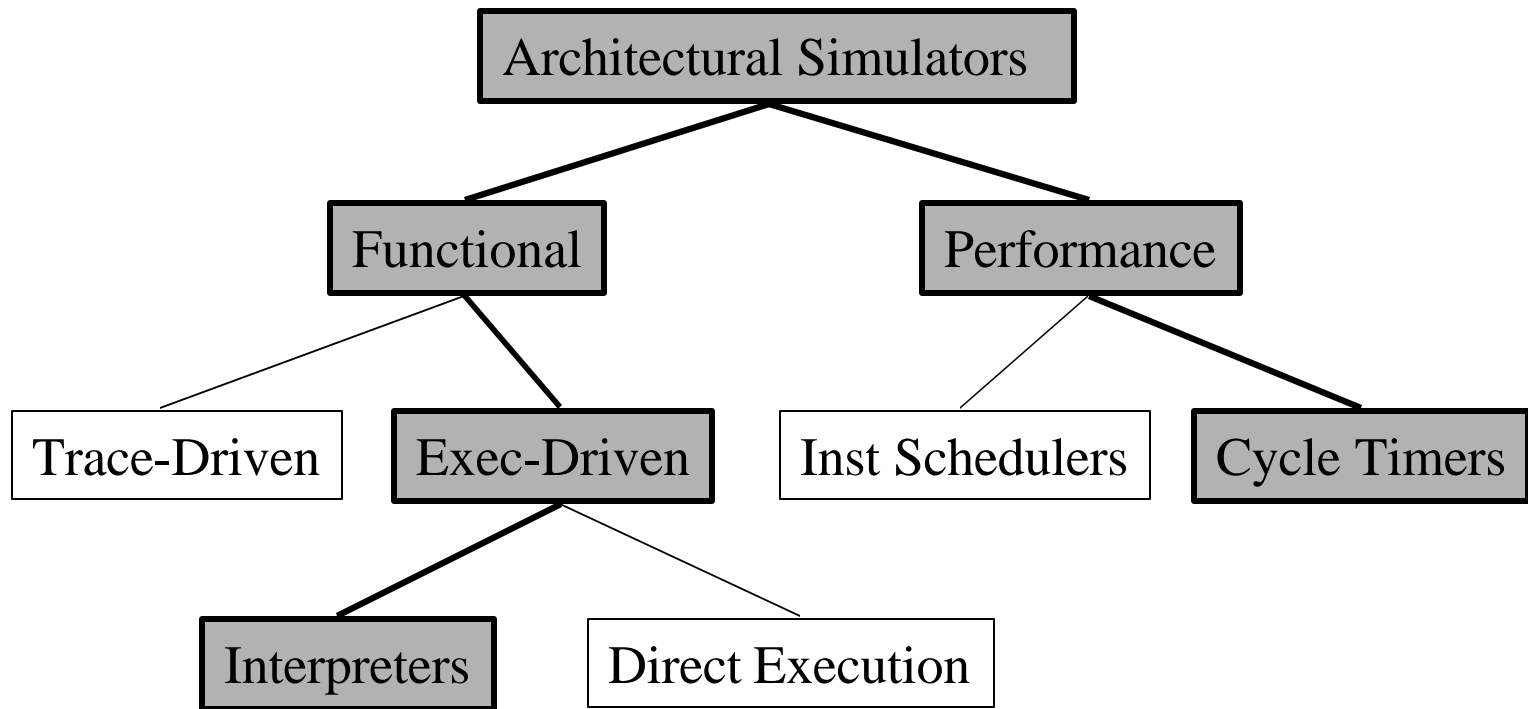 Architectural Simulators
Functional
Performance
Trace-Driven
Exec-Driven
Inst Schedulers
Cycle Timers
Interpreters
Direct Execution